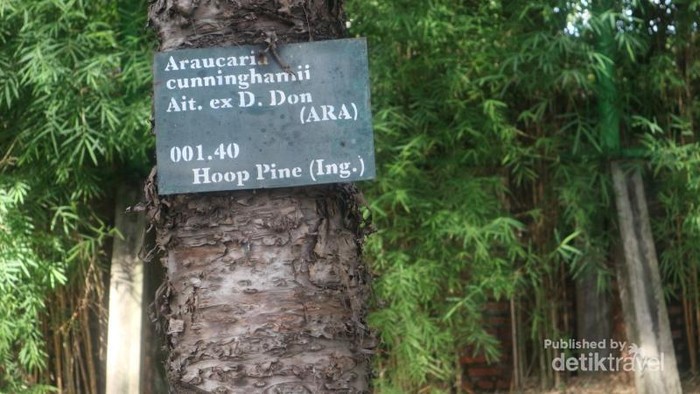 Araucaria
cunninghamii
Ait. ex D. Don
(ARA)
001.40
Hoop Pine (Ing.)
Published by
detiktravel